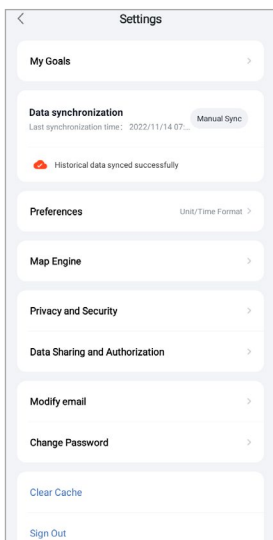 Settings
My Goals
Data synchronization
Last synchronization time: 2022/11/14 07:...
Manual Sync
Historical data synced successfully
Preferences
Unit/Time Format
Map Engine
Privacy and Security
Data Sharing and Authorization
Modify email
Change Password
Clear Cache
Sign Out